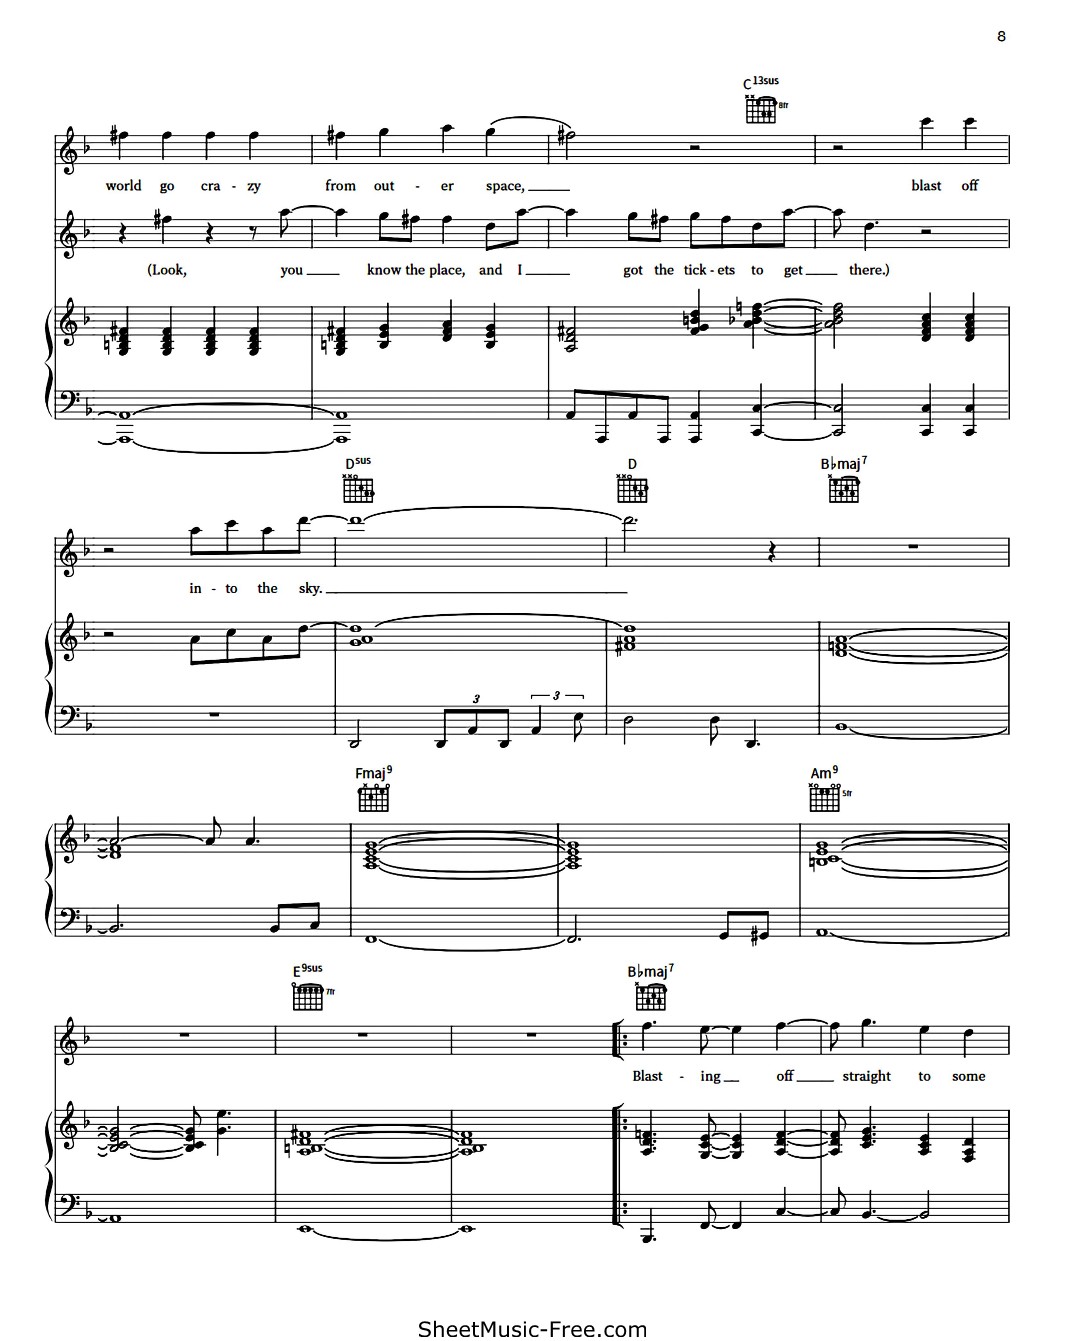 8
C13sus
8fr
world go cra - zy from out - er space, blast off
(Look, you know the place, and I got the tick - ets to get there.)
Dsus D B♭maj7
in - to the sky.
3 3
Fmaj9 Am9
5fr
E9sus B♭maj7
7fr
Blast - ing off straight to some
SheetMusic-Free.com